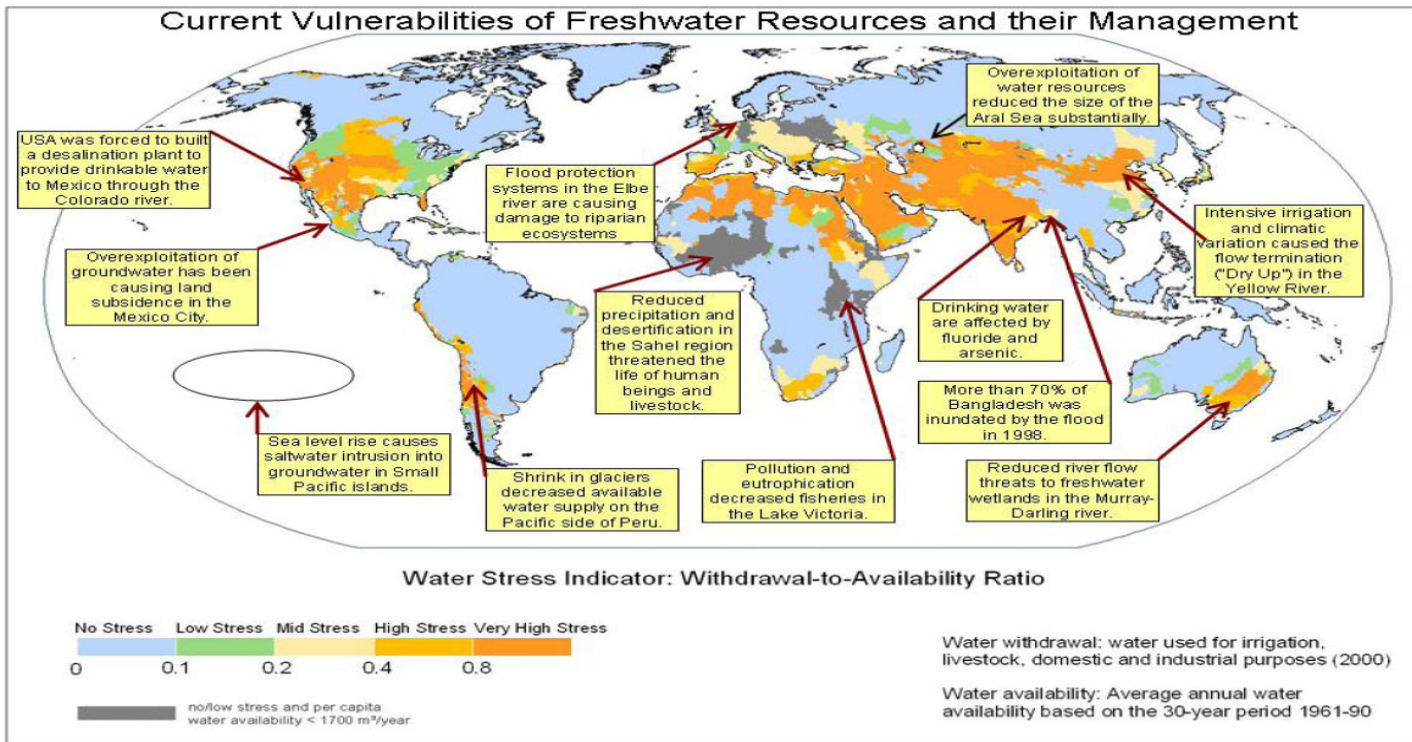 Current Vulnerabilities of Freshwater Resources and their Management
Overexploitation of
water resources
reduced the size of the
Aral Sea substantially.
USA was forced to built
a desalination plant to
provide drinkable water
to Mexico through the
Colorado river.
Flood protection
systems in the Elbe
river are causing
damage to riparian
ecosystems
Intensive irrigation
and climatic
variation caused the
flow termination
("Dry Up") in the
Yellow River.
Overexploitation of
groundwater has been
causing land
subsidence in the
Mexico City.
Reduced
precipitation and
desertification in
the Sahel region
threatened the
life of human
beings and
livestock.
Drinking water
are affected by
fluoride and
arsenic.
More than 70% of
Bangladesh was
inundated by the flood
in 1998.
Sea level rise causes
saltwater intrusion into
groundwater in Small
Pacific islands.
Shrink in glaciers
decreased available
water supply on the
Pacific side of Peru.
Pollution and
eutrophication
decreased fisheries in
the Lake Victoria.
Reduced river flow
threats to freshwater
wetlands in the Murray-
Darling river.
Water Stress Indicator: Withdrawal-to-Availability Ratio
No Stress Low Stress Mid Stress High Stress Very High Stress
0 0.1 0.2 0.4 0.8
no/low stress and per capita
water availability < 1700 m³/year
Water withdrawal: water used for irrigation,
livestock, domestic and industrial purposes (2000)
Water availability: Average annual water
availability based on the 30-year period 1961-90